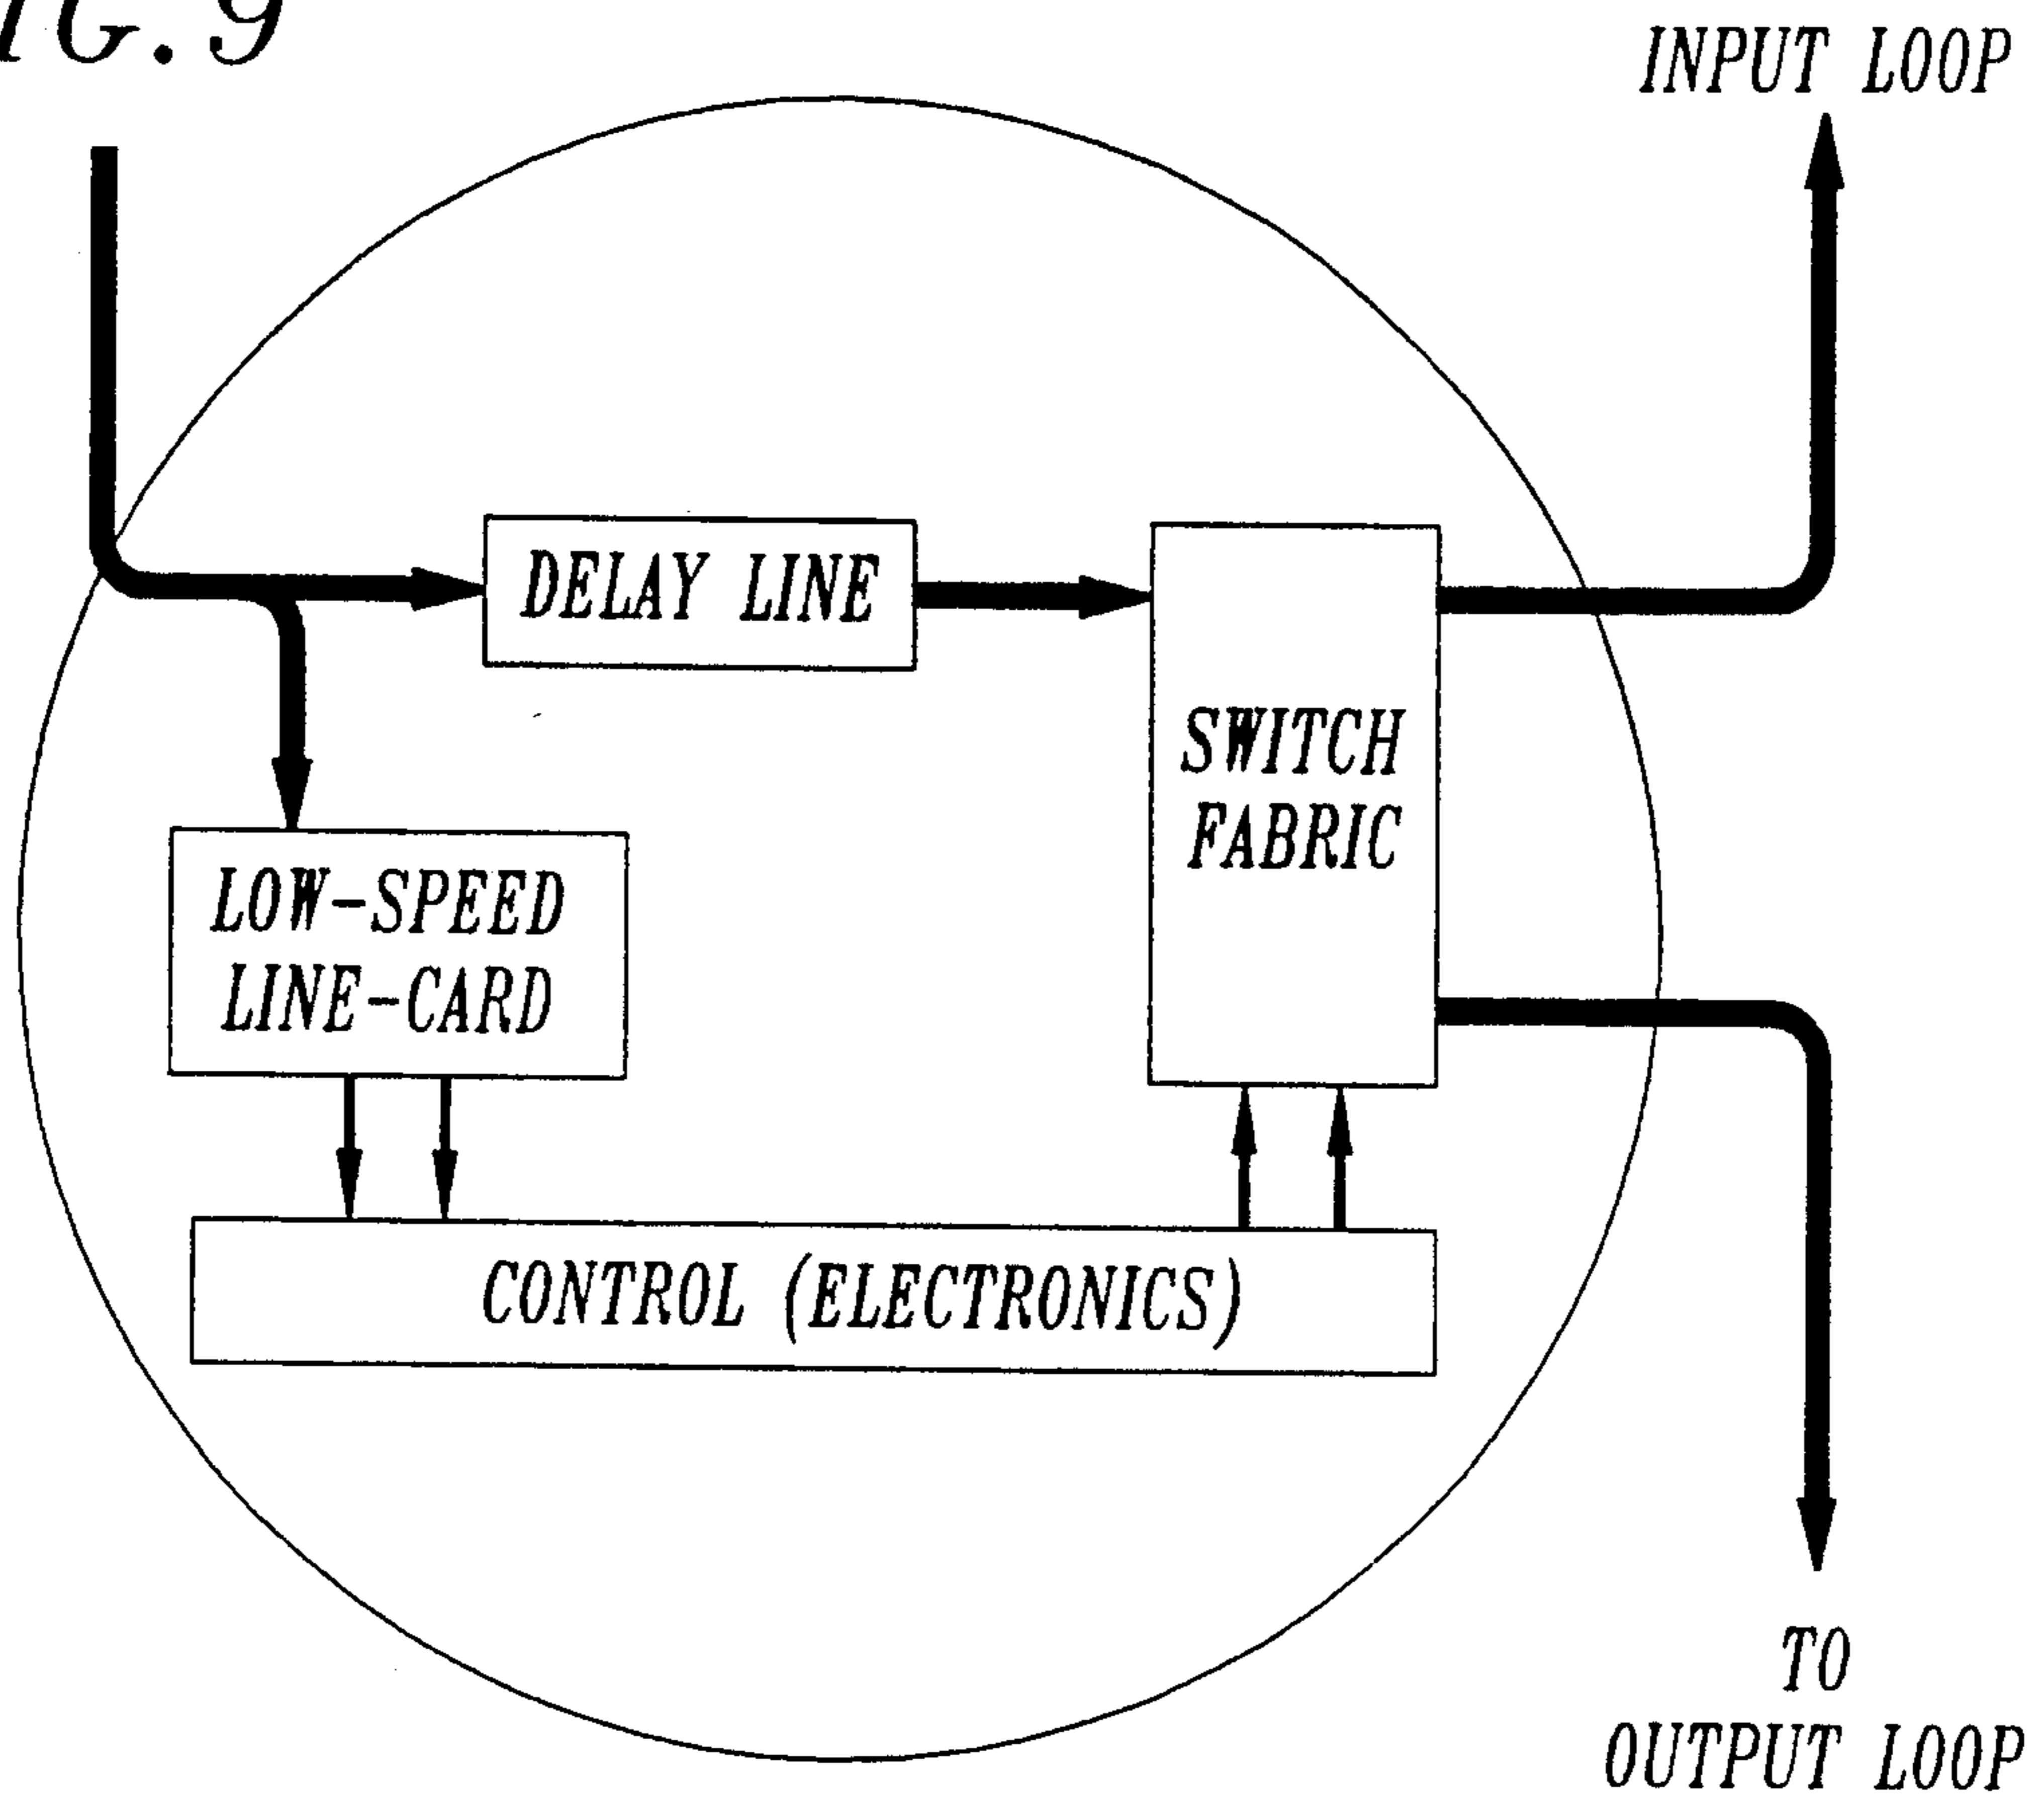 IG.9
INPUT LOOP
DELAY LINE
SWITCH
FABRIC
LOW-SPEED
LINE-CARD
CONTROL (ELECTRONICS)
TO
OUTPUT LOOP